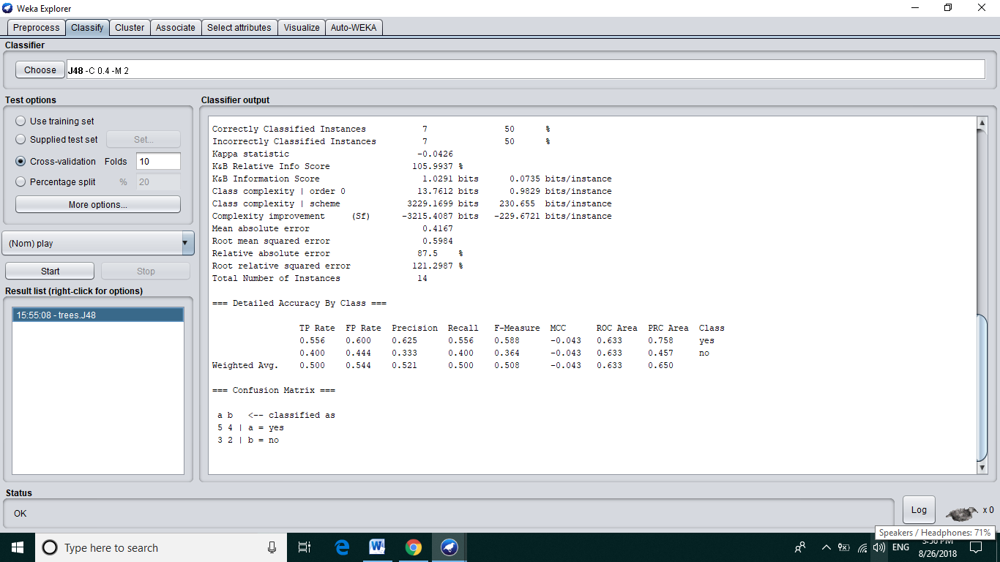 Weka Explorer
Preprocess Classify Cluster Associate Select attributes Visualize Auto-WEKA
Classifier
Choose J48 -C 0.4 -M 2
Test options
Use training set
Supplied test set Set...
Cross-validation Folds 10
Percentage split % 20
More options...
(Nom) play
Start Stop
Result list (right-click for options)
15:55:08 - trees.J48
Classifier output
Correctly Classified Instances 7 50 %
Incorrectly Classified Instances 7 50 %
Kappa statistic -0.0426
K&B Relative Info Score 105.9937 %
K&B Information Score 1.0291 bits 0.0735 bits/instance
Class complexity | order 0 13.7612 bits 0.9829 bits/instance
Class complexity | scheme 3229.1699 bits 230.655 bits/instance
Complexity improvement (Sf) -3215.4087 bits -229.6721 bits/instance
Mean absolute error 0.4167
Root mean squared error 0.5984
Relative absolute error 87.5 %
Root relative squared error 121.2987 %
Total Number of Instances 14
=== Detailed Accuracy By Class ===
TP Rate FP Rate Precision Recall F-Measure MCC ROC Area PRC Area Class
0.556 0.600 0.625 0.556 0.588 -0.043 0.633 0.758 yes
0.400 0.444 0.333 0.400 0.364 -0.043 0.633 0.457 no
Weighted Avg. 0.500 0.544 0.521 0.500 0.508 -0.043 0.633 0.650
=== Confusion Matrix ===
a b <-- classified as
5 4 | a = yes
3 2 | b = no
Status
OK
Log x 0
Speakers / Headphones: 71%
Type here to search
ENG
8/26/2018